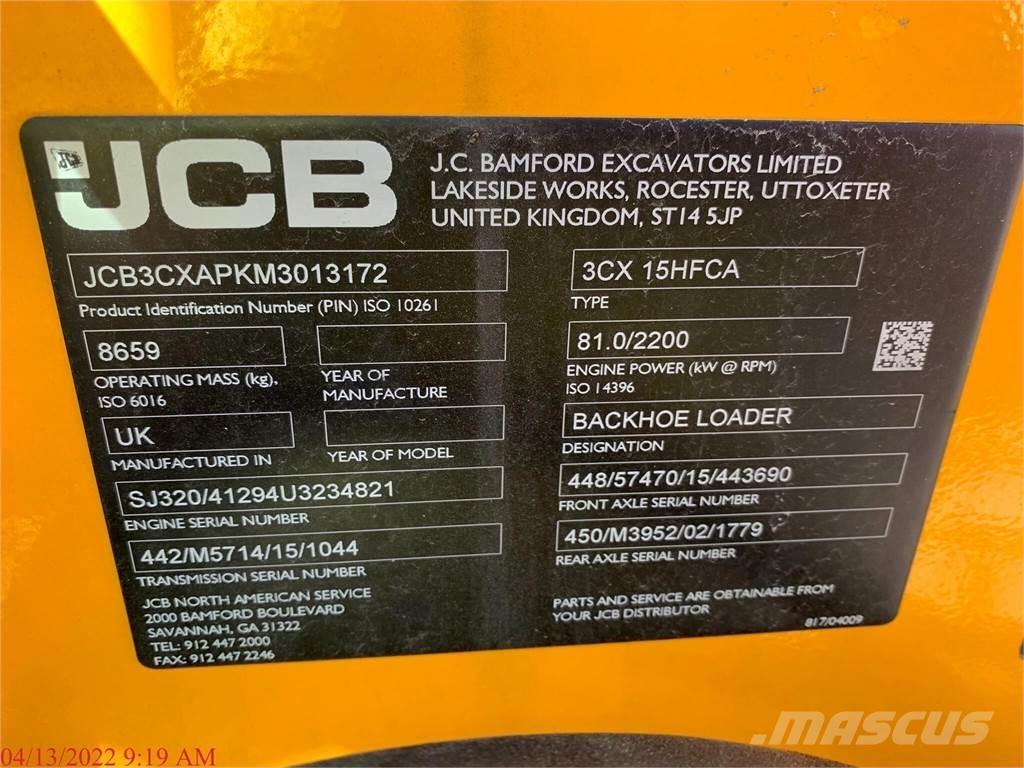 JCB
J.C. BAMFORD EXCAVATORS LIMITED
LAKESIDE WORKS, ROCESTER, UTTOXETER
UNITED KINGDOM, ST14 5JP
JCB3CXAPKM3013172
Product Identification Number (PIN) ISO 10261
3CX 15HFCA
TYPE
8659
OPERATING MASS (kg),
ISO 6016
YEAR OF
MANUFACTURE
81.0/2200
ENGINE POWER (kW @ RPM)
ISO 14396
UK
MANUFACTURED IN
YEAR OF MODEL
BACKHOE LOADER
DESIGNATION
SJ320/41294U3234821
ENGINE SERIAL NUMBER
448/57470/15/443690
FRONT AXLE SERIAL NUMBER
442/M5714/15/1044
TRANSMISSION SERIAL NUMBER
450/M3952/02/1779
REAR AXLE SERIAL NUMBER
JCB NORTH AMERICAN SERVICE
2000 BAMFORD BOULEVARD
SAVANNAH, GA 31322
TEL: 912 447 2000
FAX: 912 447 2246
PARTS AND SERVICE ARE OBTAINABLE FROM
YOUR JCB DISTRIBUTOR
817/04009
04/13/2022 9:19 AM
MASCUS